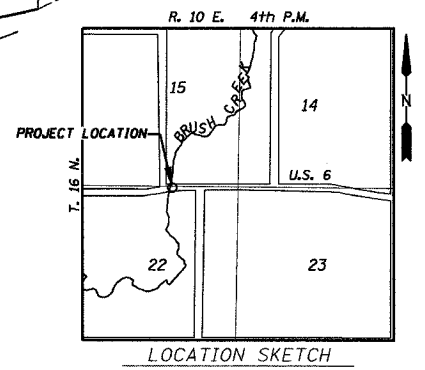 R. 10 E. 4th P.M.
15
14
BRUSH CREEK
N
PROJECT LOCATION
U.S. 6
T. 16 N.
22
23
LOCATION SKETCH